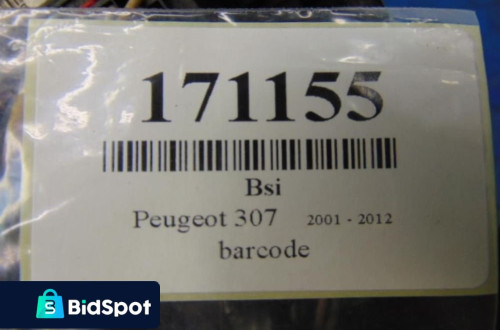 171155
Bsi
Peugeot 307 2001 - 2012
barcode
S
BidSpot